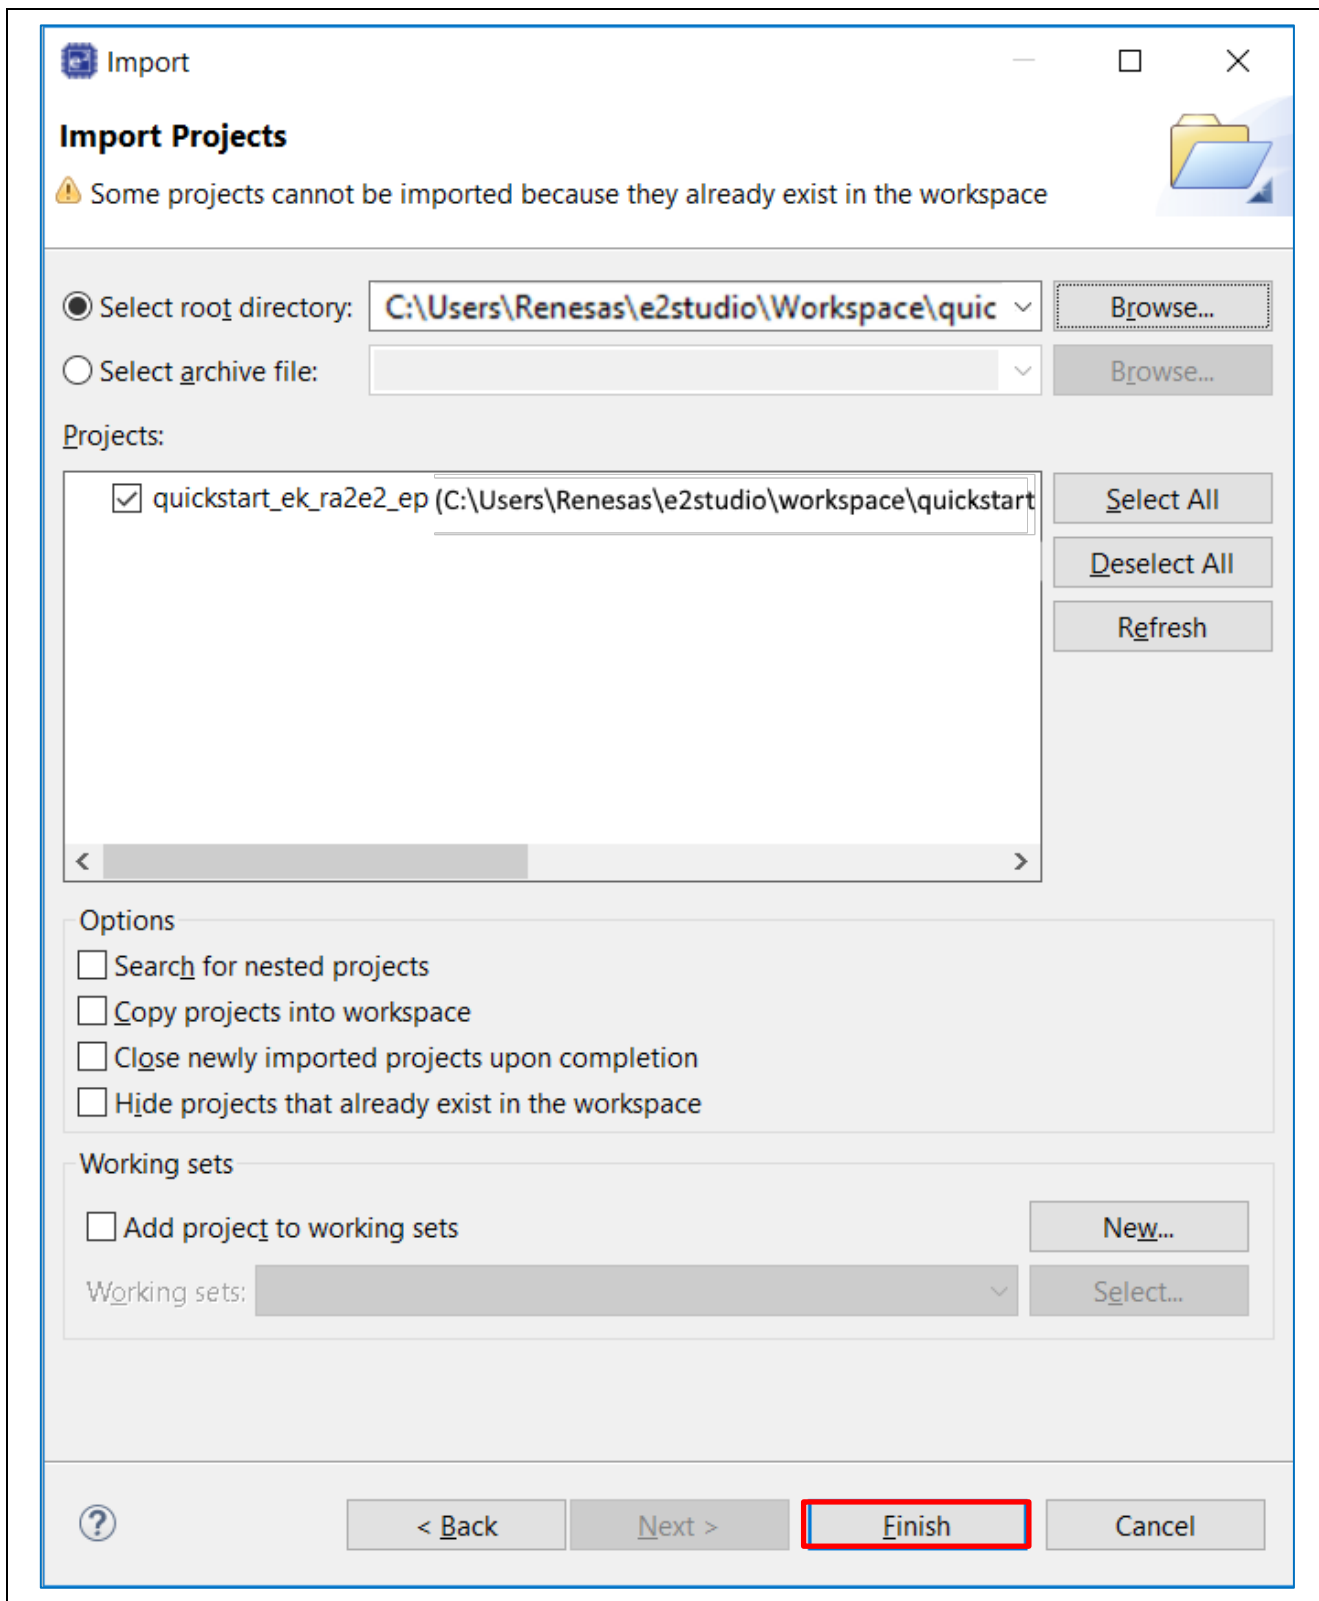 Import
Import Projects
Some projects cannot be imported because they already exist in the workspace
Select root directory: C:\Users\Renesas\e2studio\Workspace\quic Browse...
Select archive file: Browse...
Projects:
quickstart_ek_ra2e2_ep (C:\Users\Renesas\e2studio\workspace\quickstart
Select All
Deselect All
Refresh
Options
Search for nested projects
Copy projects into workspace
Close newly imported projects upon completion
Hide projects that already exist in the workspace
Working sets
Add project to working sets New...
Working sets: Select...
? < Back Next > Finish Cancel